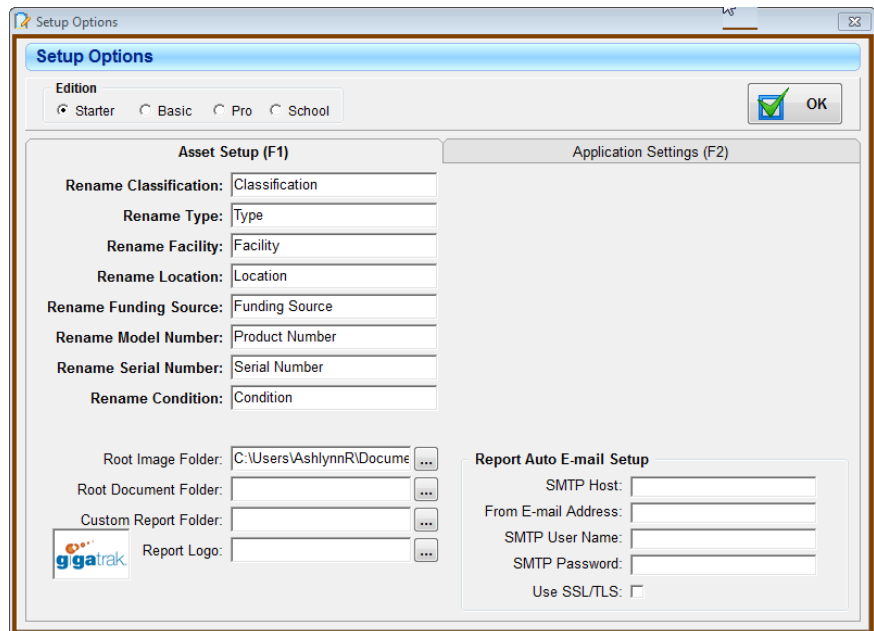 Setup Options
Setup Options
Edition
Starter Basic Pro School
OK
Asset Setup (F1) Application Settings (F2)
Rename Classification: Classification
Rename Type: Type
Rename Facility: Facility
Rename Location: Location
Rename Funding Source: Funding Source
Rename Model Number: Product Number
Rename Serial Number: Serial Number
Rename Condition: Condition
Root Image Folder: C:\Users\AshlynnR\Docume ...
Root Document Folder: ...
Custom Report Folder: ...
Report Logo: ...
gigatrak
Report Auto E-mail Setup
SMTP Host:
From E-mail Address:
SMTP User Name:
SMTP Password:
Use SSL/TLS: